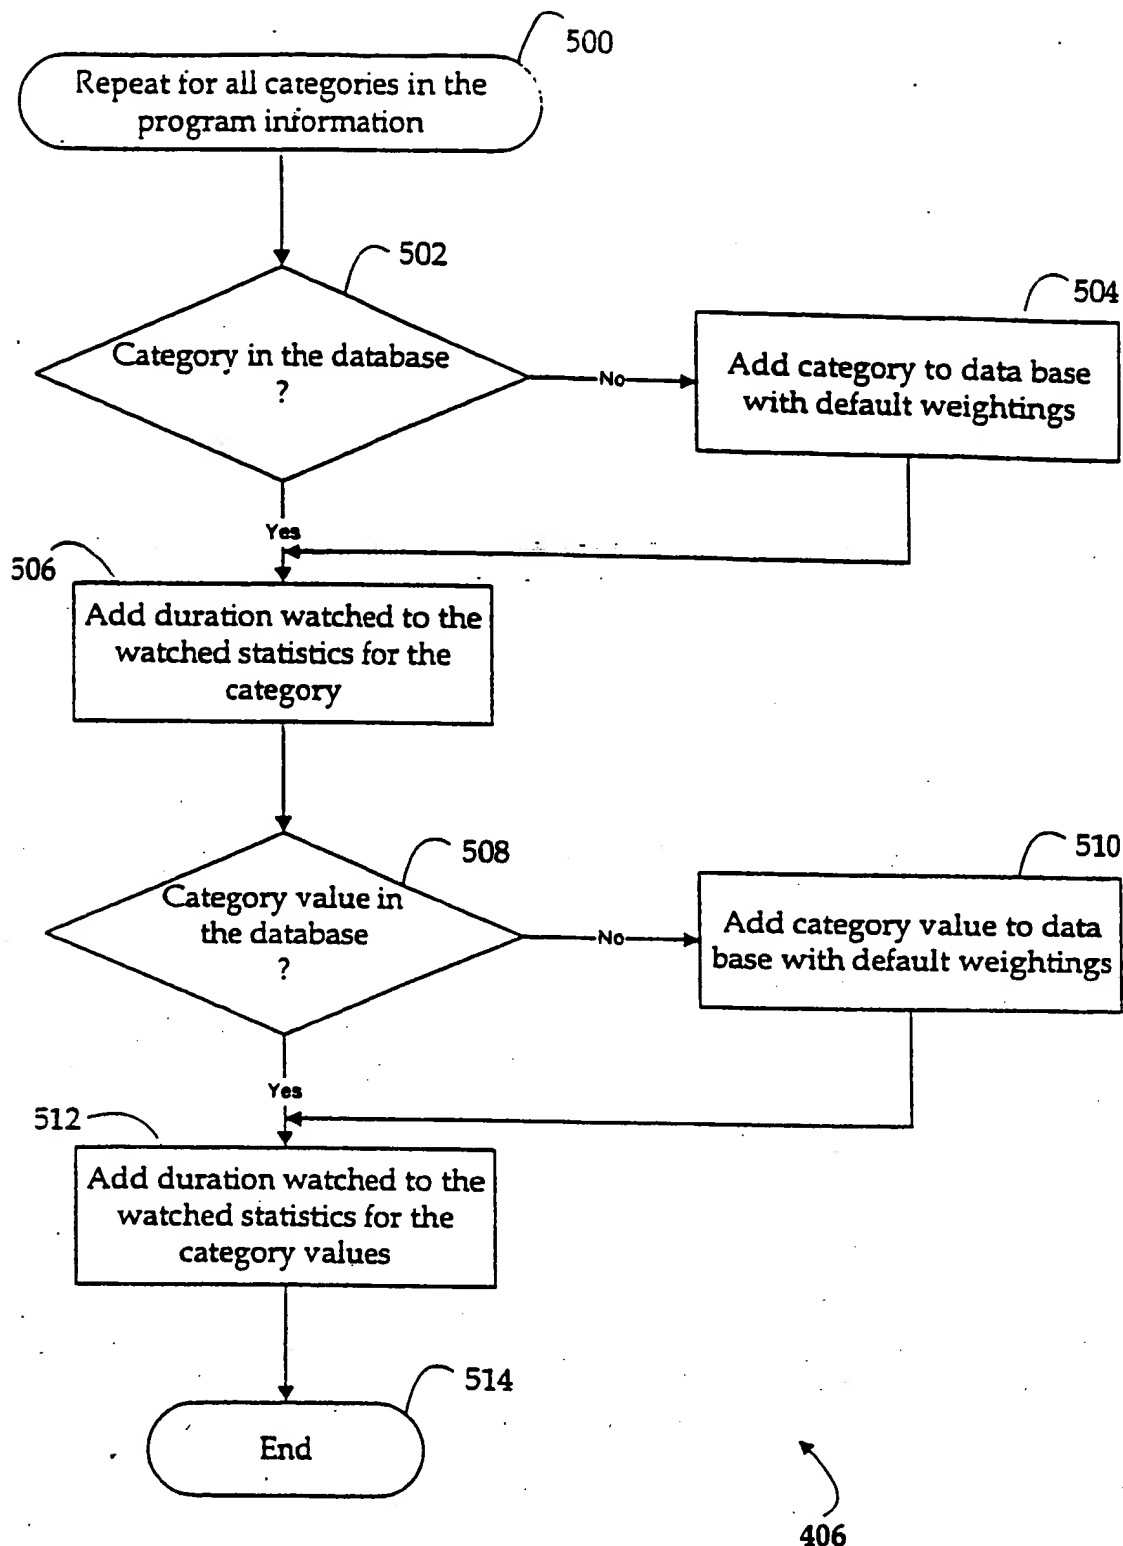 500
Repeat for all categories in the
program information
502
Category in the database
?
No
504
Add category to data base
with default weightings
Yes
506
Add duration watched to the
watched statistics for the
category
508
Category value in
the database
?
No
510
Add category value to data
base with default weightings
Yes
512
Add duration watched to the
watched statistics for the
category values
514
End
406